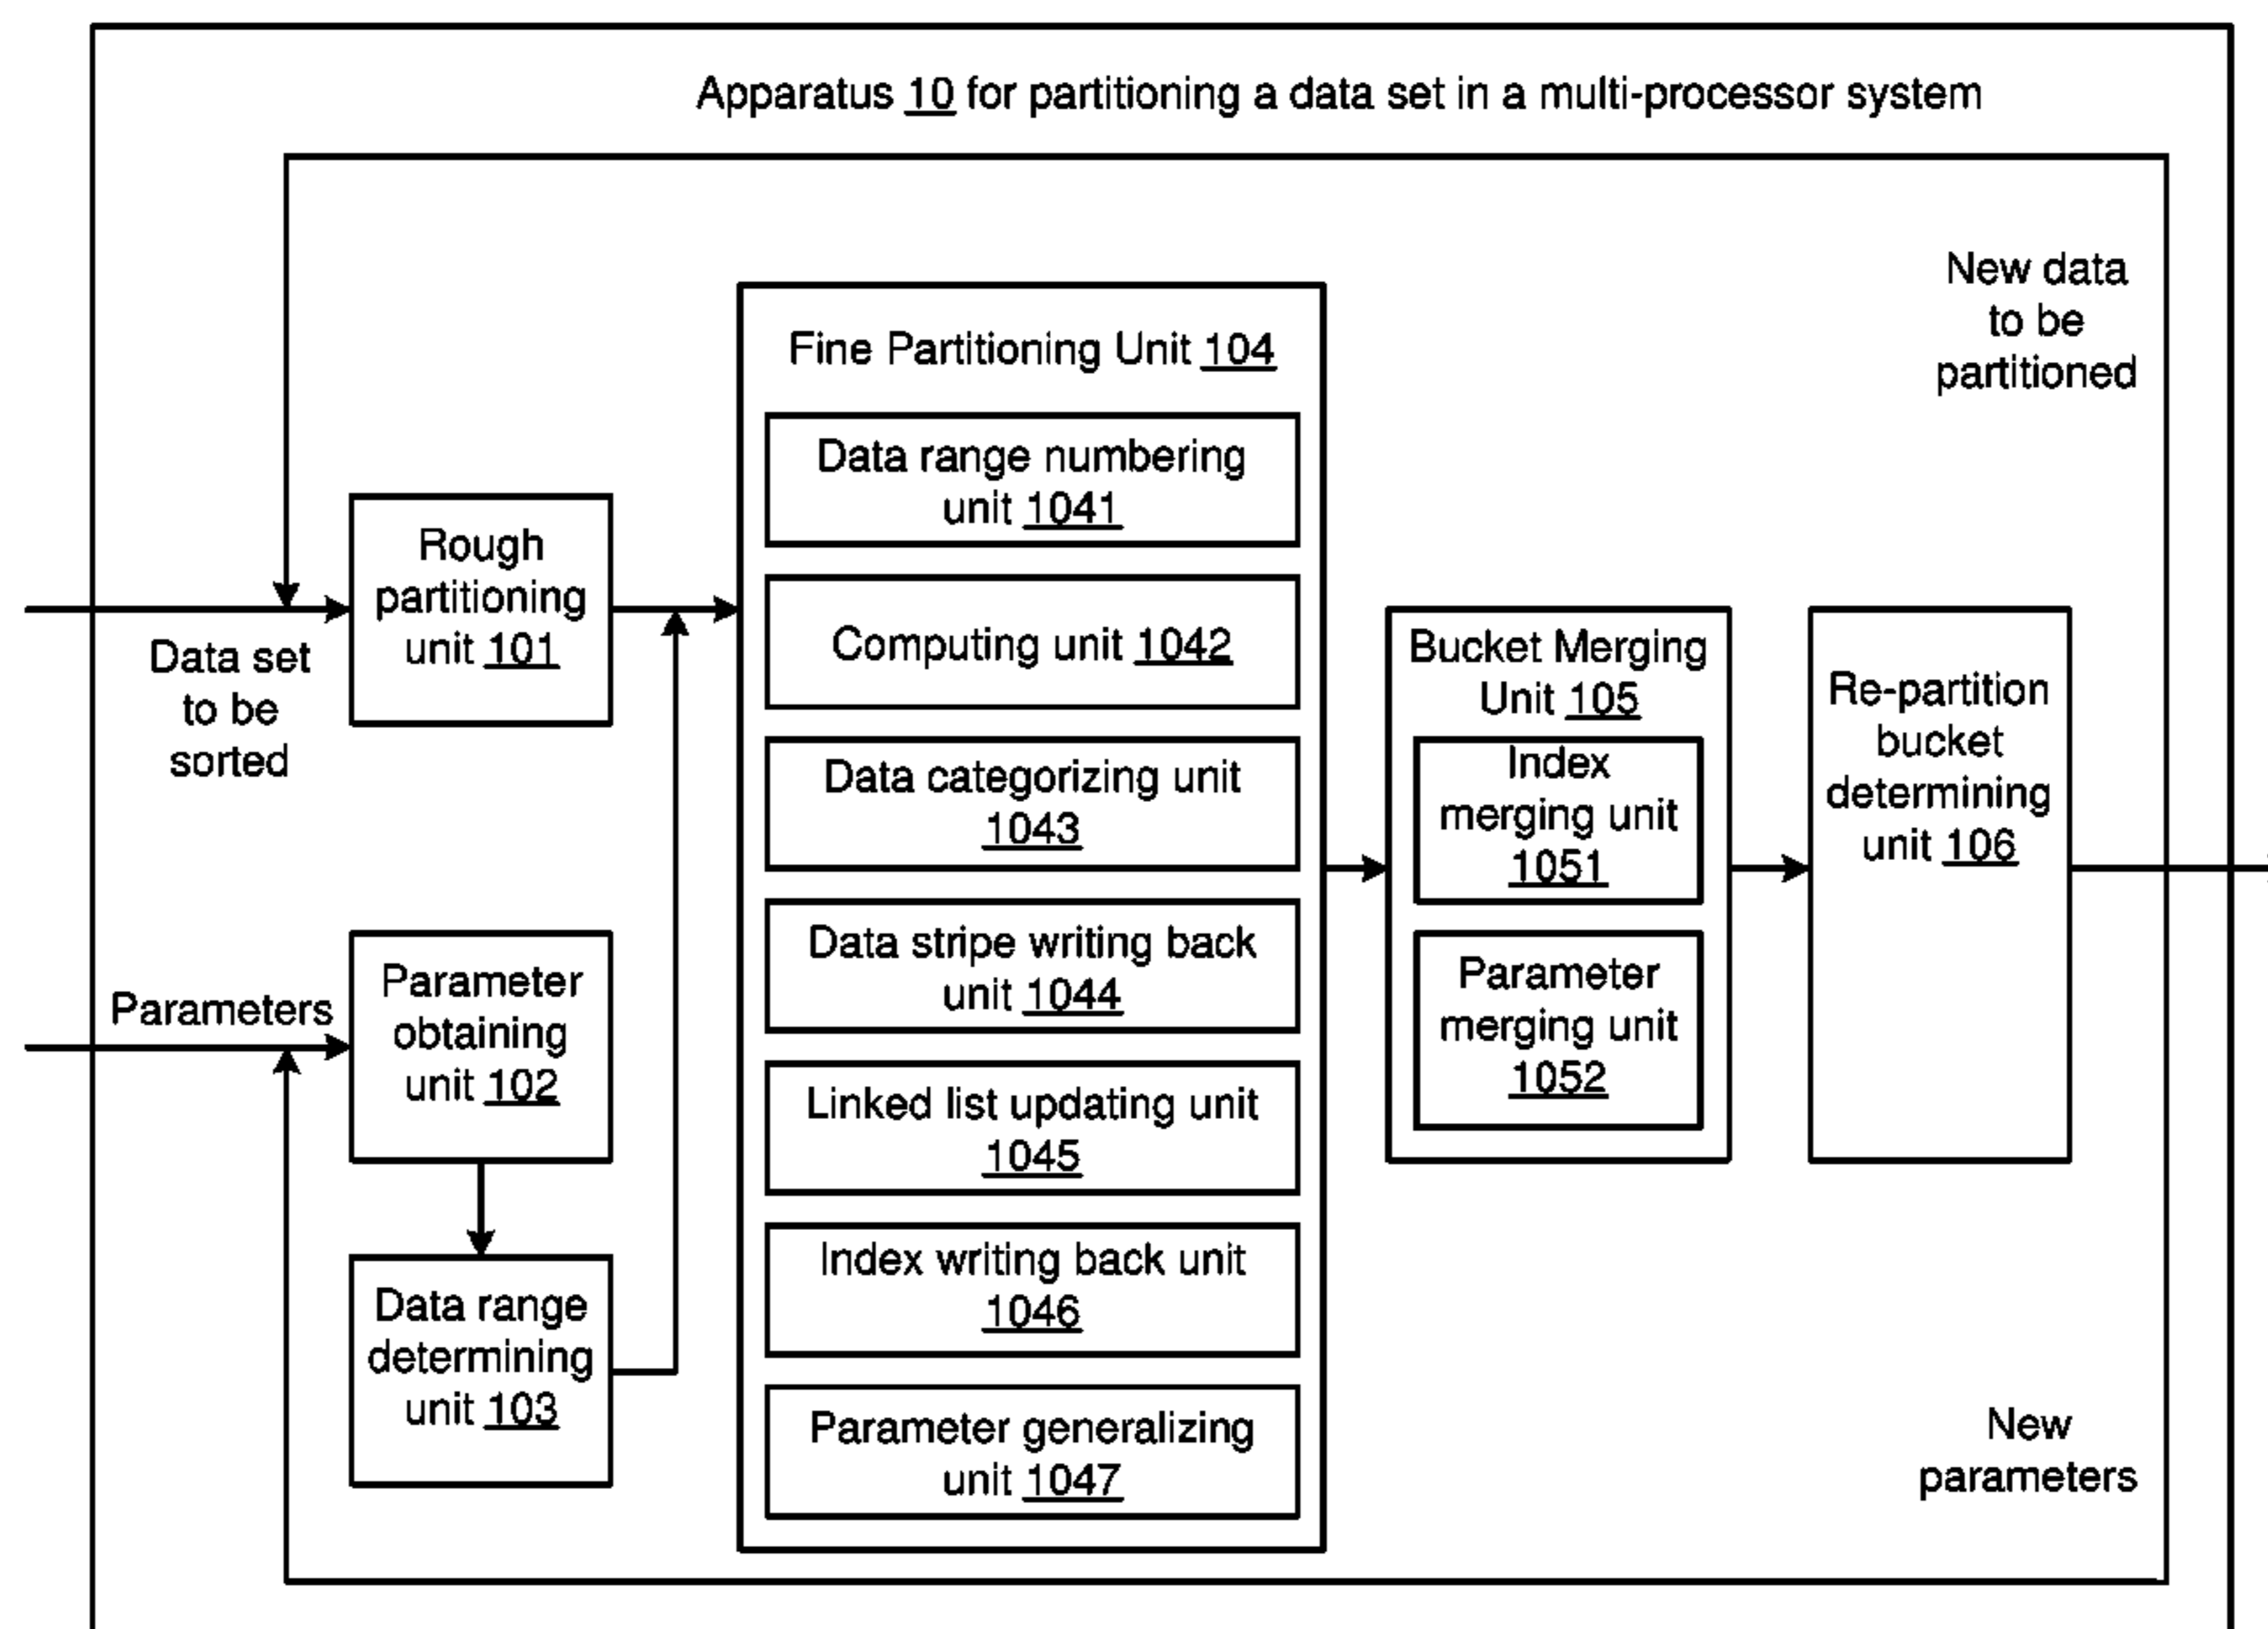 Apparatus 10 for partitioning a data set in a multi-processor system
New data
to be
partitioned
Data set
to be
sorted
Rough
partitioning
unit 101
Parameters
Parameter
obtaining
unit 102
Data range
determining
unit 103
Fine Partitioning Unit 104
Data range numbering
unit 1041
Computing unit 1042
Data categorizing unit
1043
Data stripe writing back
unit 1044
Linked list updating unit
1045
Index writing back unit
1046
Parameter generalizing
unit 1047
Bucket Merging
Unit 105
Index
merging unit
1051
Parameter
merging unit
1052
Re-partition
bucket
determining
unit 106
New
parameters